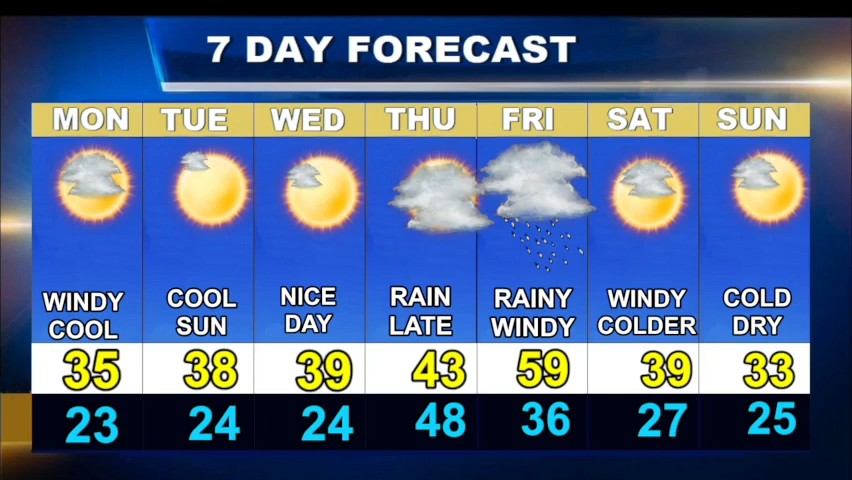 7 DAY FORECAST
MON TUE WED THU FRI SAT SUN
WINDY COOL NICE RAIN RAINY WINDY COLD
COOL SUN DAY LATE WINDY COLDER DRY
35 38 39 43 59 39 33
23 24 24 48 36 27 25